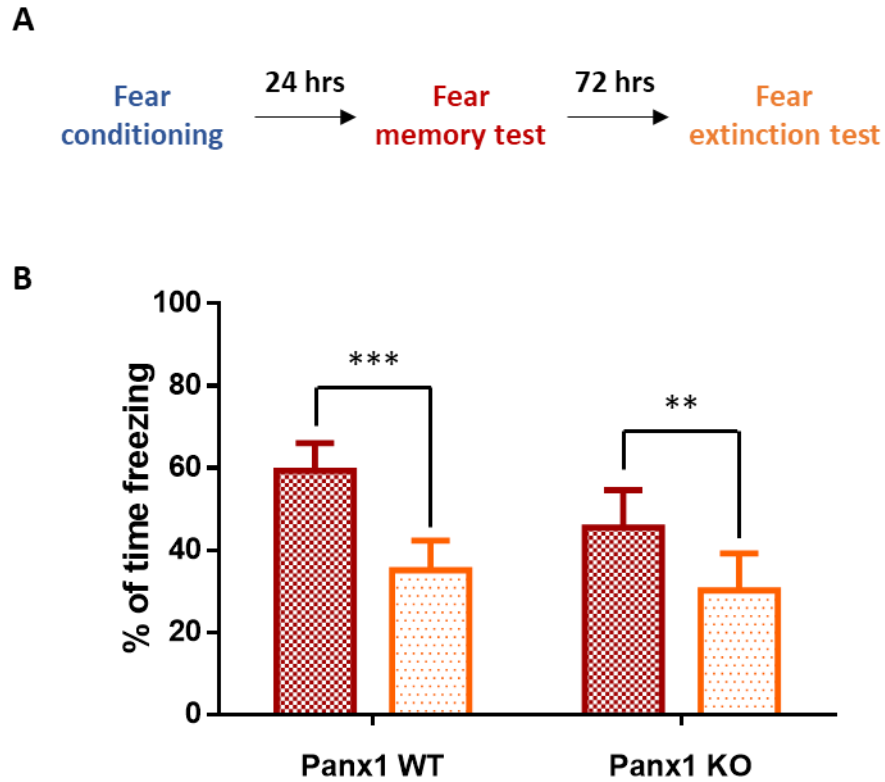 A
Fear
conditioning
24 hrs
Fear
memory test
72 hrs
Fear
extinction test
B
% of time freezing
100
80
60
40
20
0
***
**
Panx1 WT
Panx1 KO